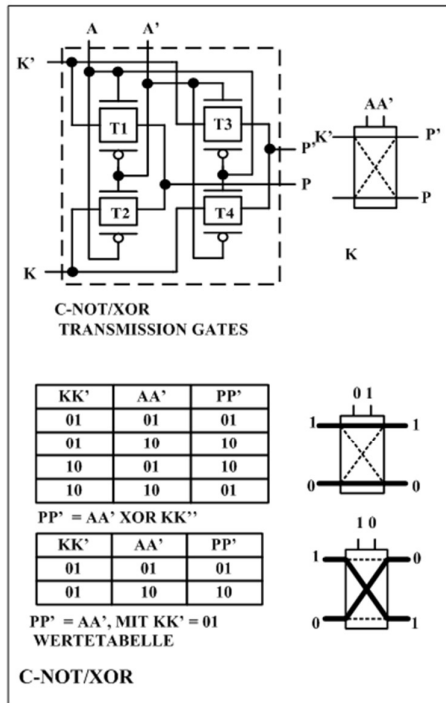 A A'
K'
T1
T3
AA'
K'
P'
P'
P
P
T2
T4
K
K
C-NOT/XOR
TRANSMISSION GATES
KK' AA' PP'
01 01 01
01 10 10
10 01 10
10 10 01
0 1
1 1
0 0
PP' = AA' XOR KK''
KK' AA' PP'
01 01 01
01 10 10
1 0
1 0
0 1
PP' = AA', MIT KK' = 01
WERTETABELLE
C-NOT/XOR